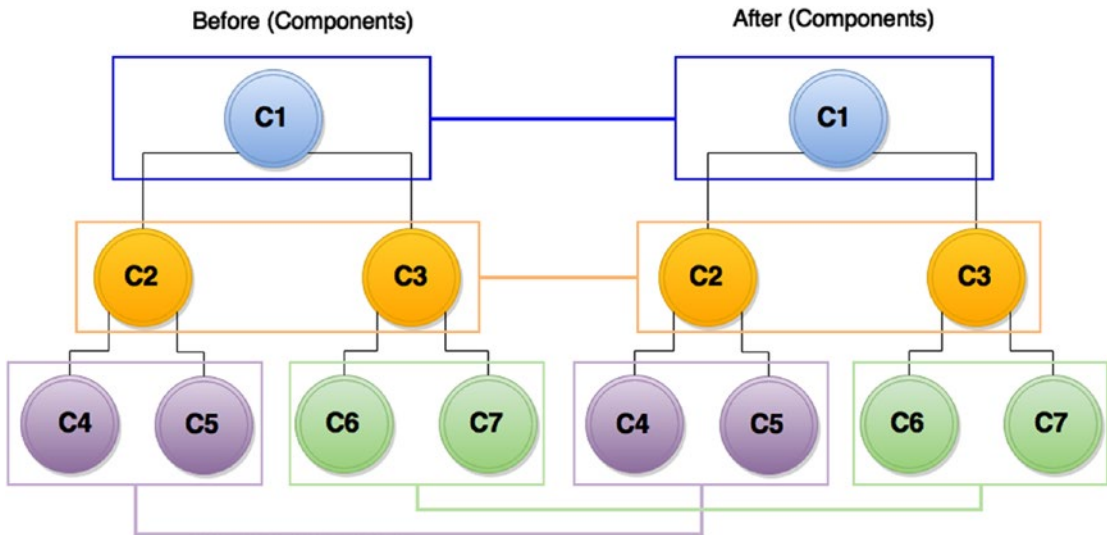 Before (Components) After (Components)
C1 C1
C2 C3 C2 C3
C4 C5 C6 C7 C4 C5 C6 C7